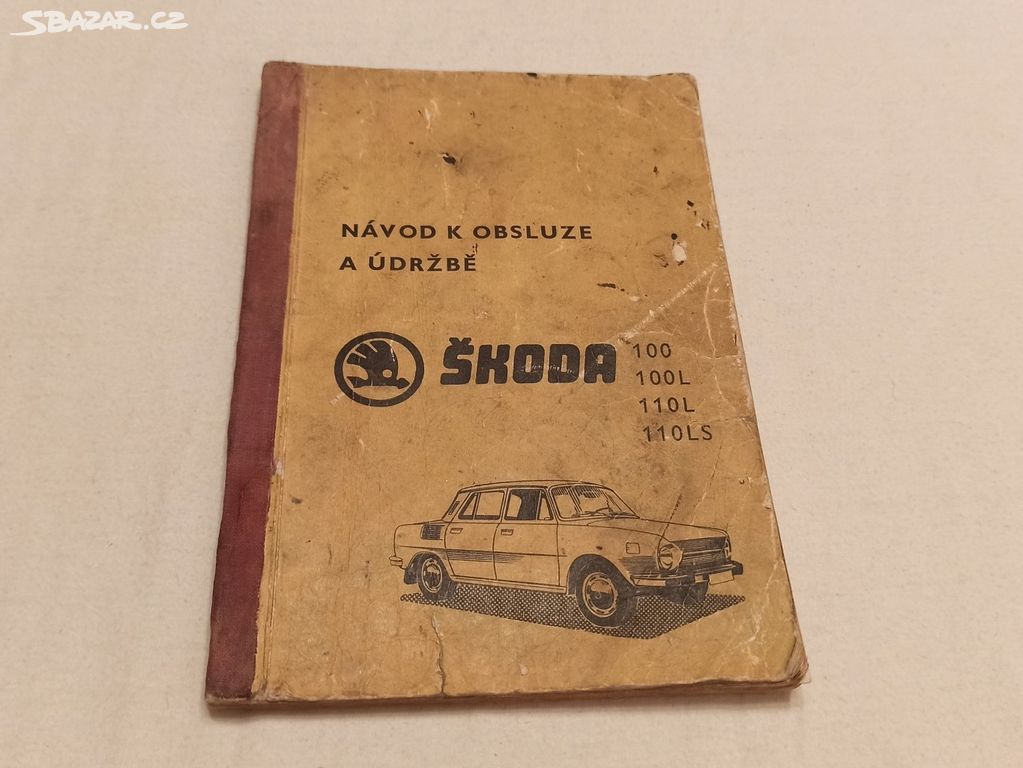 SBAZAR.CZ
NÁVOD K OBSLUZE
A ÚDRŽBĚ
ŠKODA
100
100L
110L
110LS